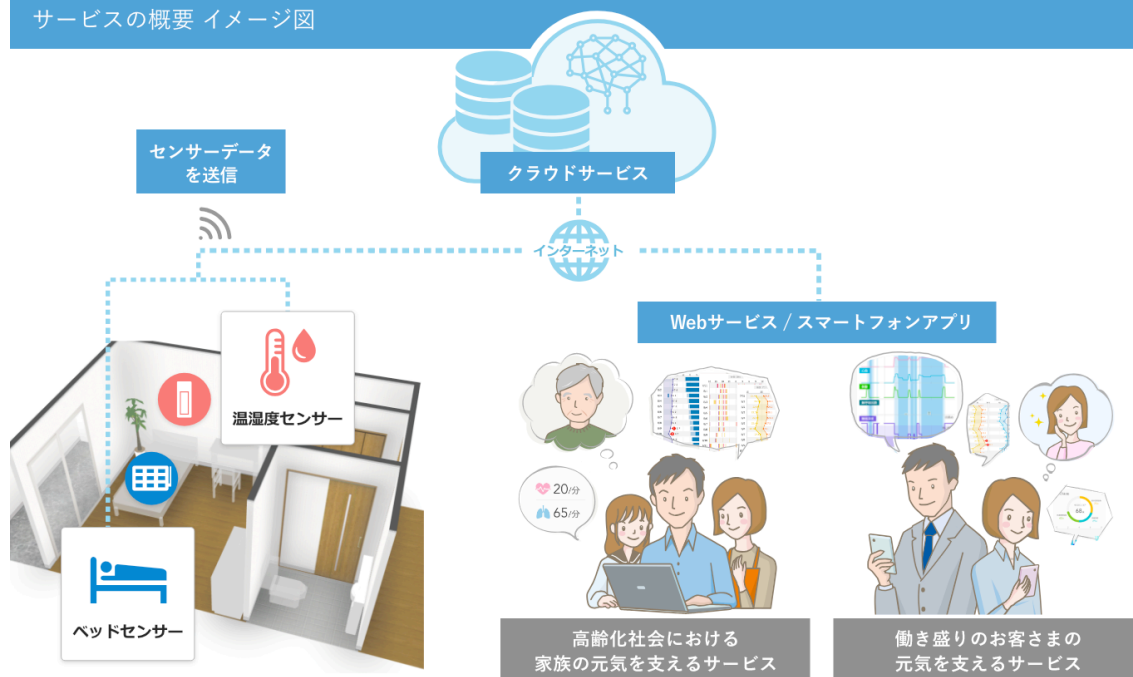 サービスの概要 イメージ図
センサーデータ
を送信
クラウドサービス
インターネット
Webサービス / スマートフォンアプリ
温湿度センサー
ベッドセンサー
20/分
65/分
高齢化社会における
家族の元気を支えるサービス
働き盛りのお客さまの
元気を支えるサービス